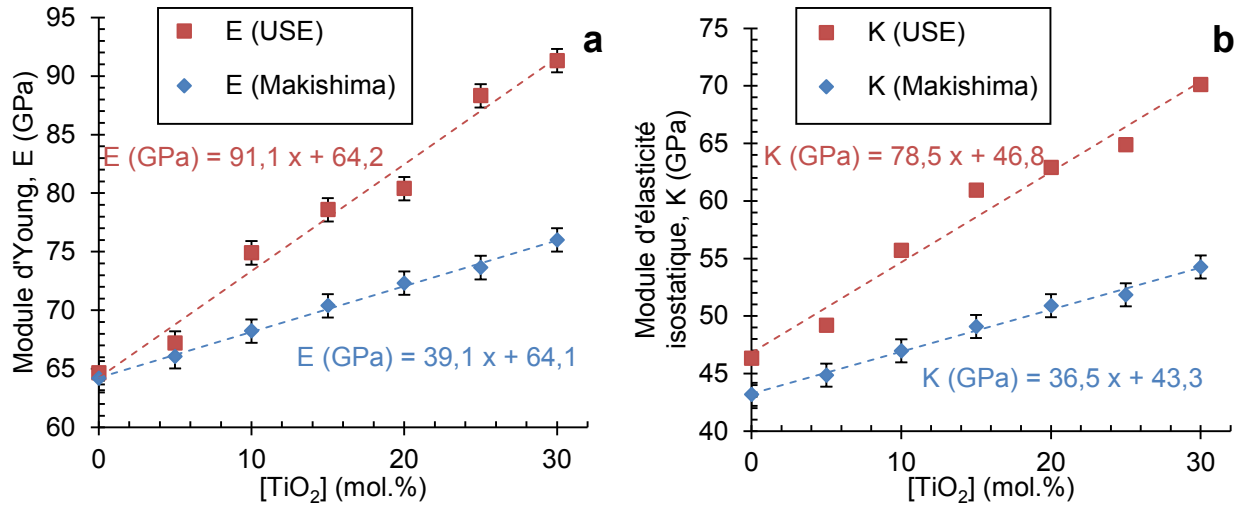 a
E (USE)
E (Makishima)
Module d'Young, E (GPa)
95
90
85
80
75
70
65
60
E (GPa) = 91,1 x + 64,2
E (GPa) = 39,1 x + 64,1
0
10
20
30
[TiO₂] (mol.%)
b
K (USE)
K (Makishima)
Module d'élasticité
isostatique, K (GPa)
75
70
65
60
55
50
45
40
K (GPa) = 78,5 x + 46,8
K (GPa) = 36,5 x + 43,3
0
10
20
30
[TiO₂] (mol.%)